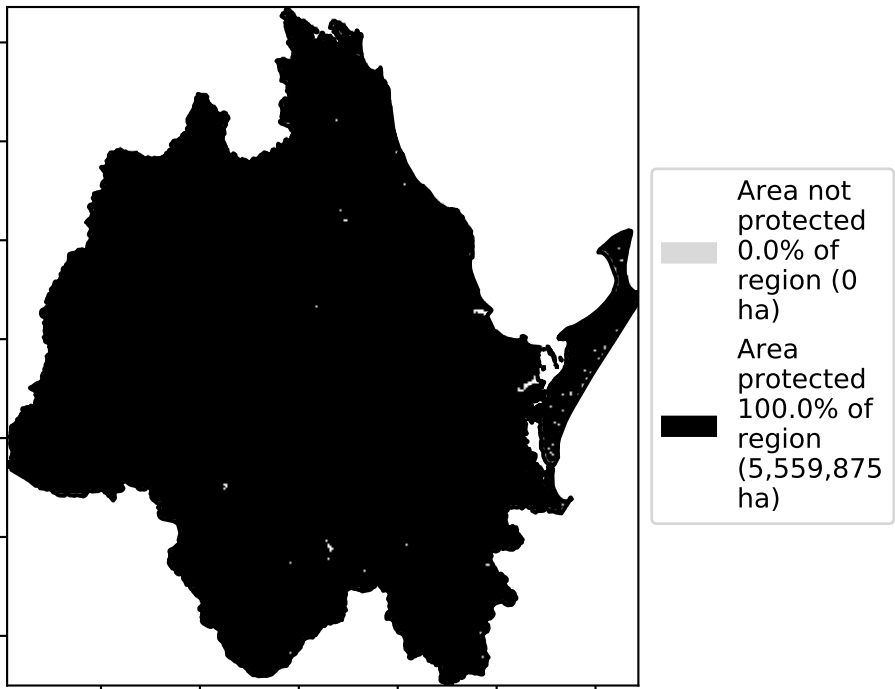 Area not
protected
0.0% of
region (0
ha)
Area
protected
100.0% of
region
(5,559,875
ha)